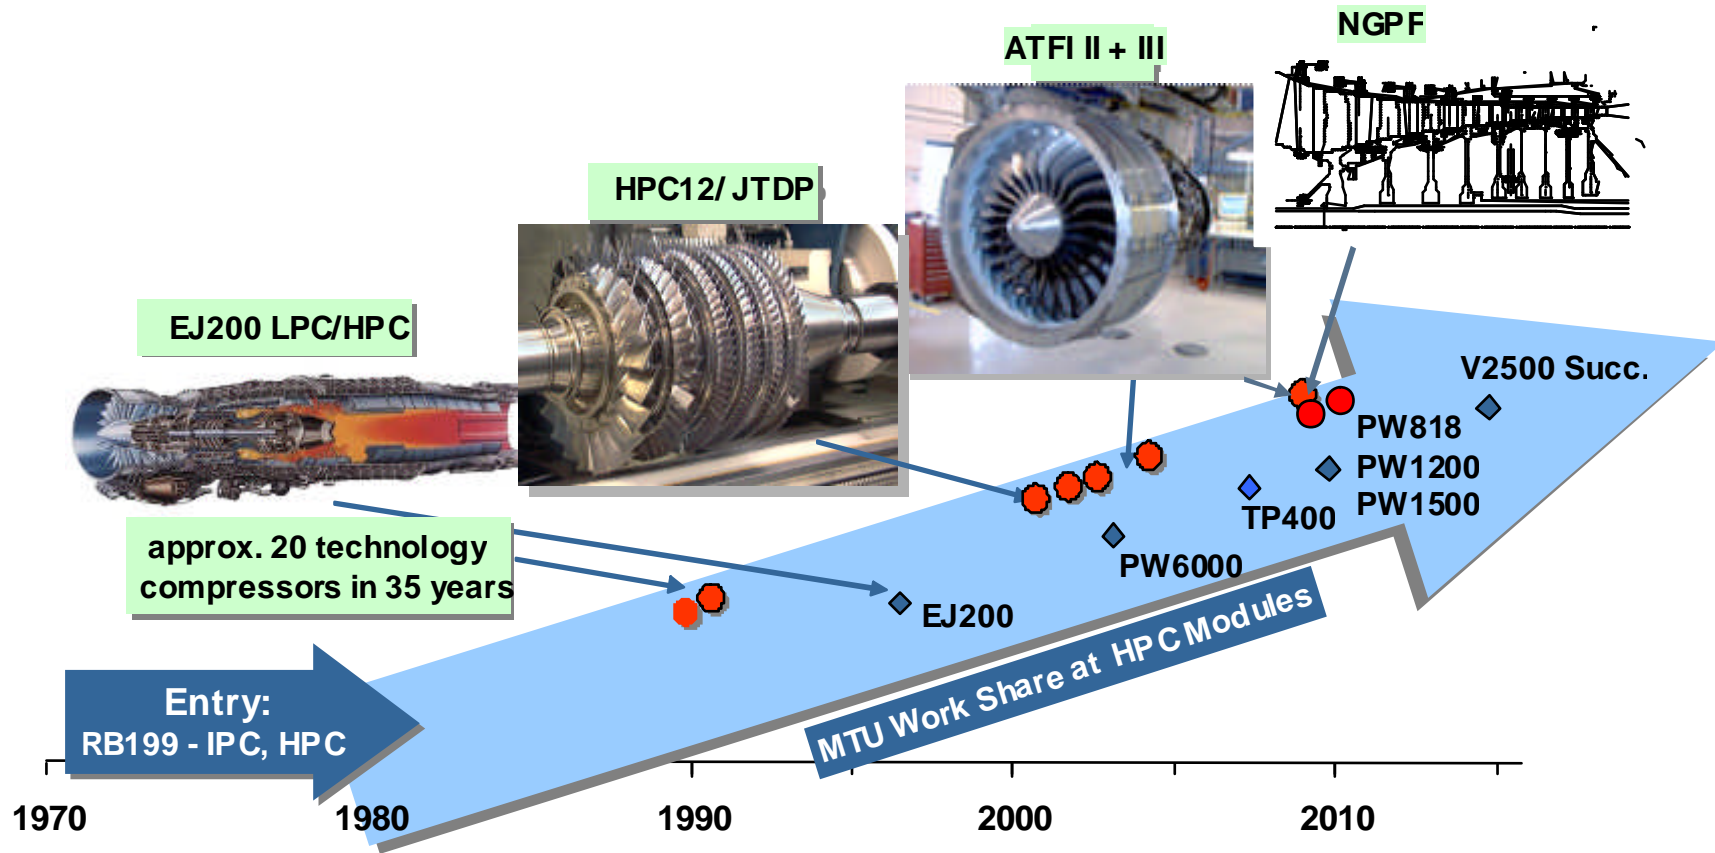 NGPF
ATFI II + III
HPC12/ JTDP
EJ200 LPC/HPC
V2500 Succ.
PW818
PW1200
PW1500
TP400
PW6000
approx. 20 technology
compressors in 35 years
EJ200
MTU Work Share at HPC Modules
Entry:
RB199 - IPC, HPC
1970
1980
1990
2000
2010